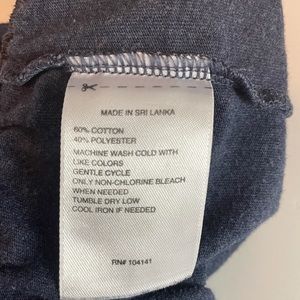 MADE IN SRI LANKA
60% COTTON
40% POLYESTER
MACHINE WASH COLD WITH
LIKE COLORS
GENTLE CYCLE
ONLY NON-CHLORINE BLEACH
WHEN NEEDED
TUMBLE DRY LOW
COOL IRON IF NEEDED
RN# 104141